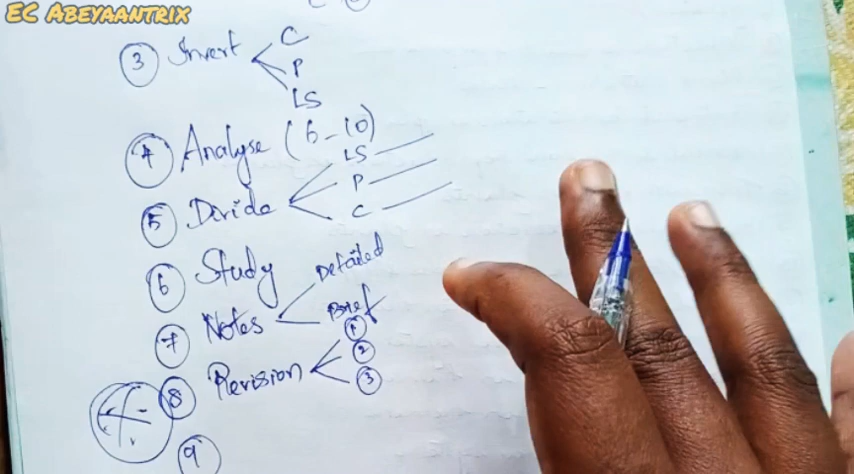 EC ABEYAANTRIX
③ Invert C
P
LS
④ Analyse (6-10)
⑤ Divide LS
P
C
⑥ Study
⑦ Notes Detailed
Brief
⑧ Revision ①
②
③
⑨